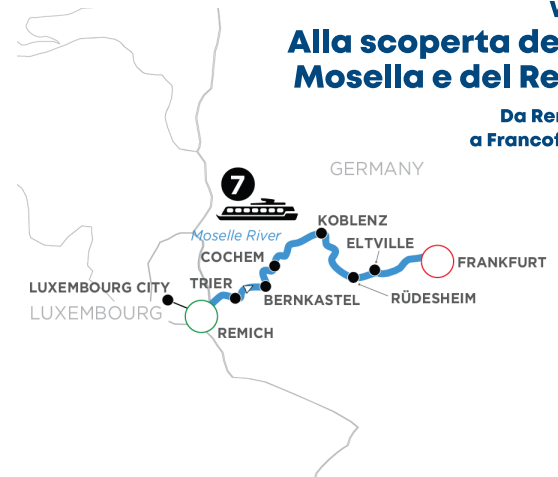 Alla scoperta de
Mosella e del Re
Da Rer
a Francof
GERMANY
7
Moselle River
KOBLENZ
ELTVILLE
COCHEM
FRANKFURT
LUXEMBOURG CITY
TRIER
BERNKASTEL
RÜDESHEIM
LUXEMBOURG
REMICH